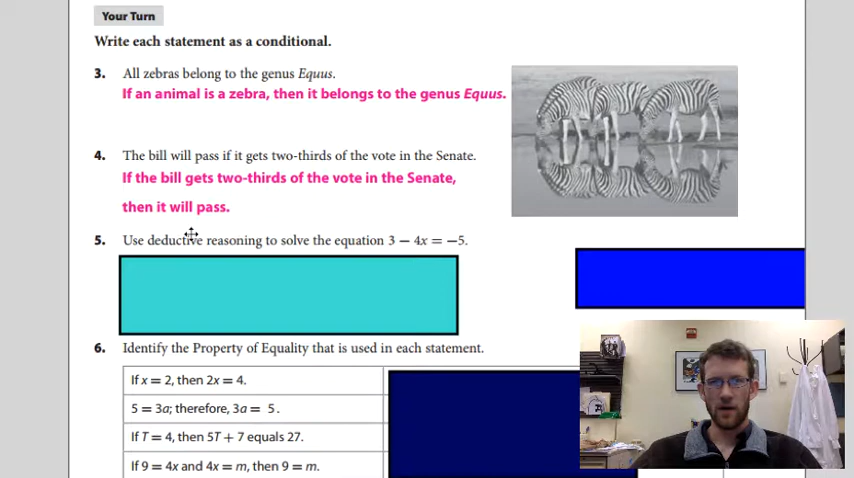 Your Turn
Write each statement as a conditional.
3. All zebras belong to the genus Equus.
If an animal is a zebra, then it belongs to the genus Equus.
4. The bill will pass if it gets two-thirds of the vote in the Senate.
If the bill gets two-thirds of the vote in the Senate,
then it will pass.
5. Use deductive reasoning to solve the equation 3 − 4x = −5.
6. Identify the Property of Equality that is used in each statement.
If x = 2, then 2x = 4.
5 = 3a; therefore, 3a = 5.
If T = 4, then 5T + 7 equals 27.
If 9 = 4x and 4x = m, then 9 = m.